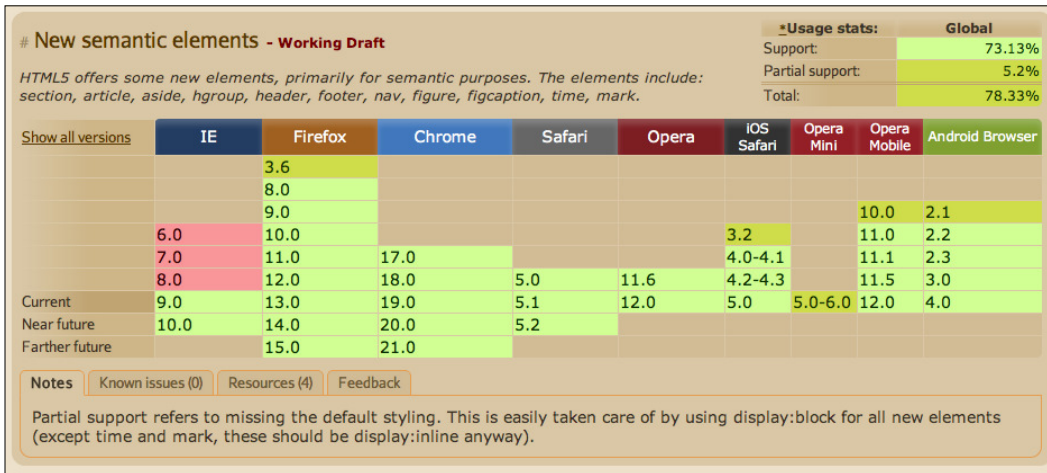 # New semantic elements - Working Draft
*Usage stats: Global
Support: 73.13%
Partial support: 5.2%
Total: 78.33%
HTML5 offers some new elements, primarily for semantic purposes. The elements include:
section, article, aside, hgroup, header, footer, nav, figure, figcaption, time, mark.
Show all versions IE Firefox Chrome Safari Opera iOS Safari Opera Mini Opera Mobile Android Browser
3.6
8.0
9.0 10.0 2.1
6.0 10.0 3.2 11.0 2.2
7.0 11.0 17.0 4.0-4.1 11.1 2.3
8.0 12.0 18.0 5.0 11.6 4.2-4.3 11.5 3.0
Current 9.0 13.0 19.0 5.1 12.0 5.0 5.0-6.0 12.0 4.0
Near future 10.0 14.0 20.0 5.2
Farther future 15.0 21.0
Notes Known issues (0) Resources (4) Feedback
Partial support refers to missing the default styling. This is easily taken care of by using display:block for all new elements
(except time and mark, these should be display:inline anyway).